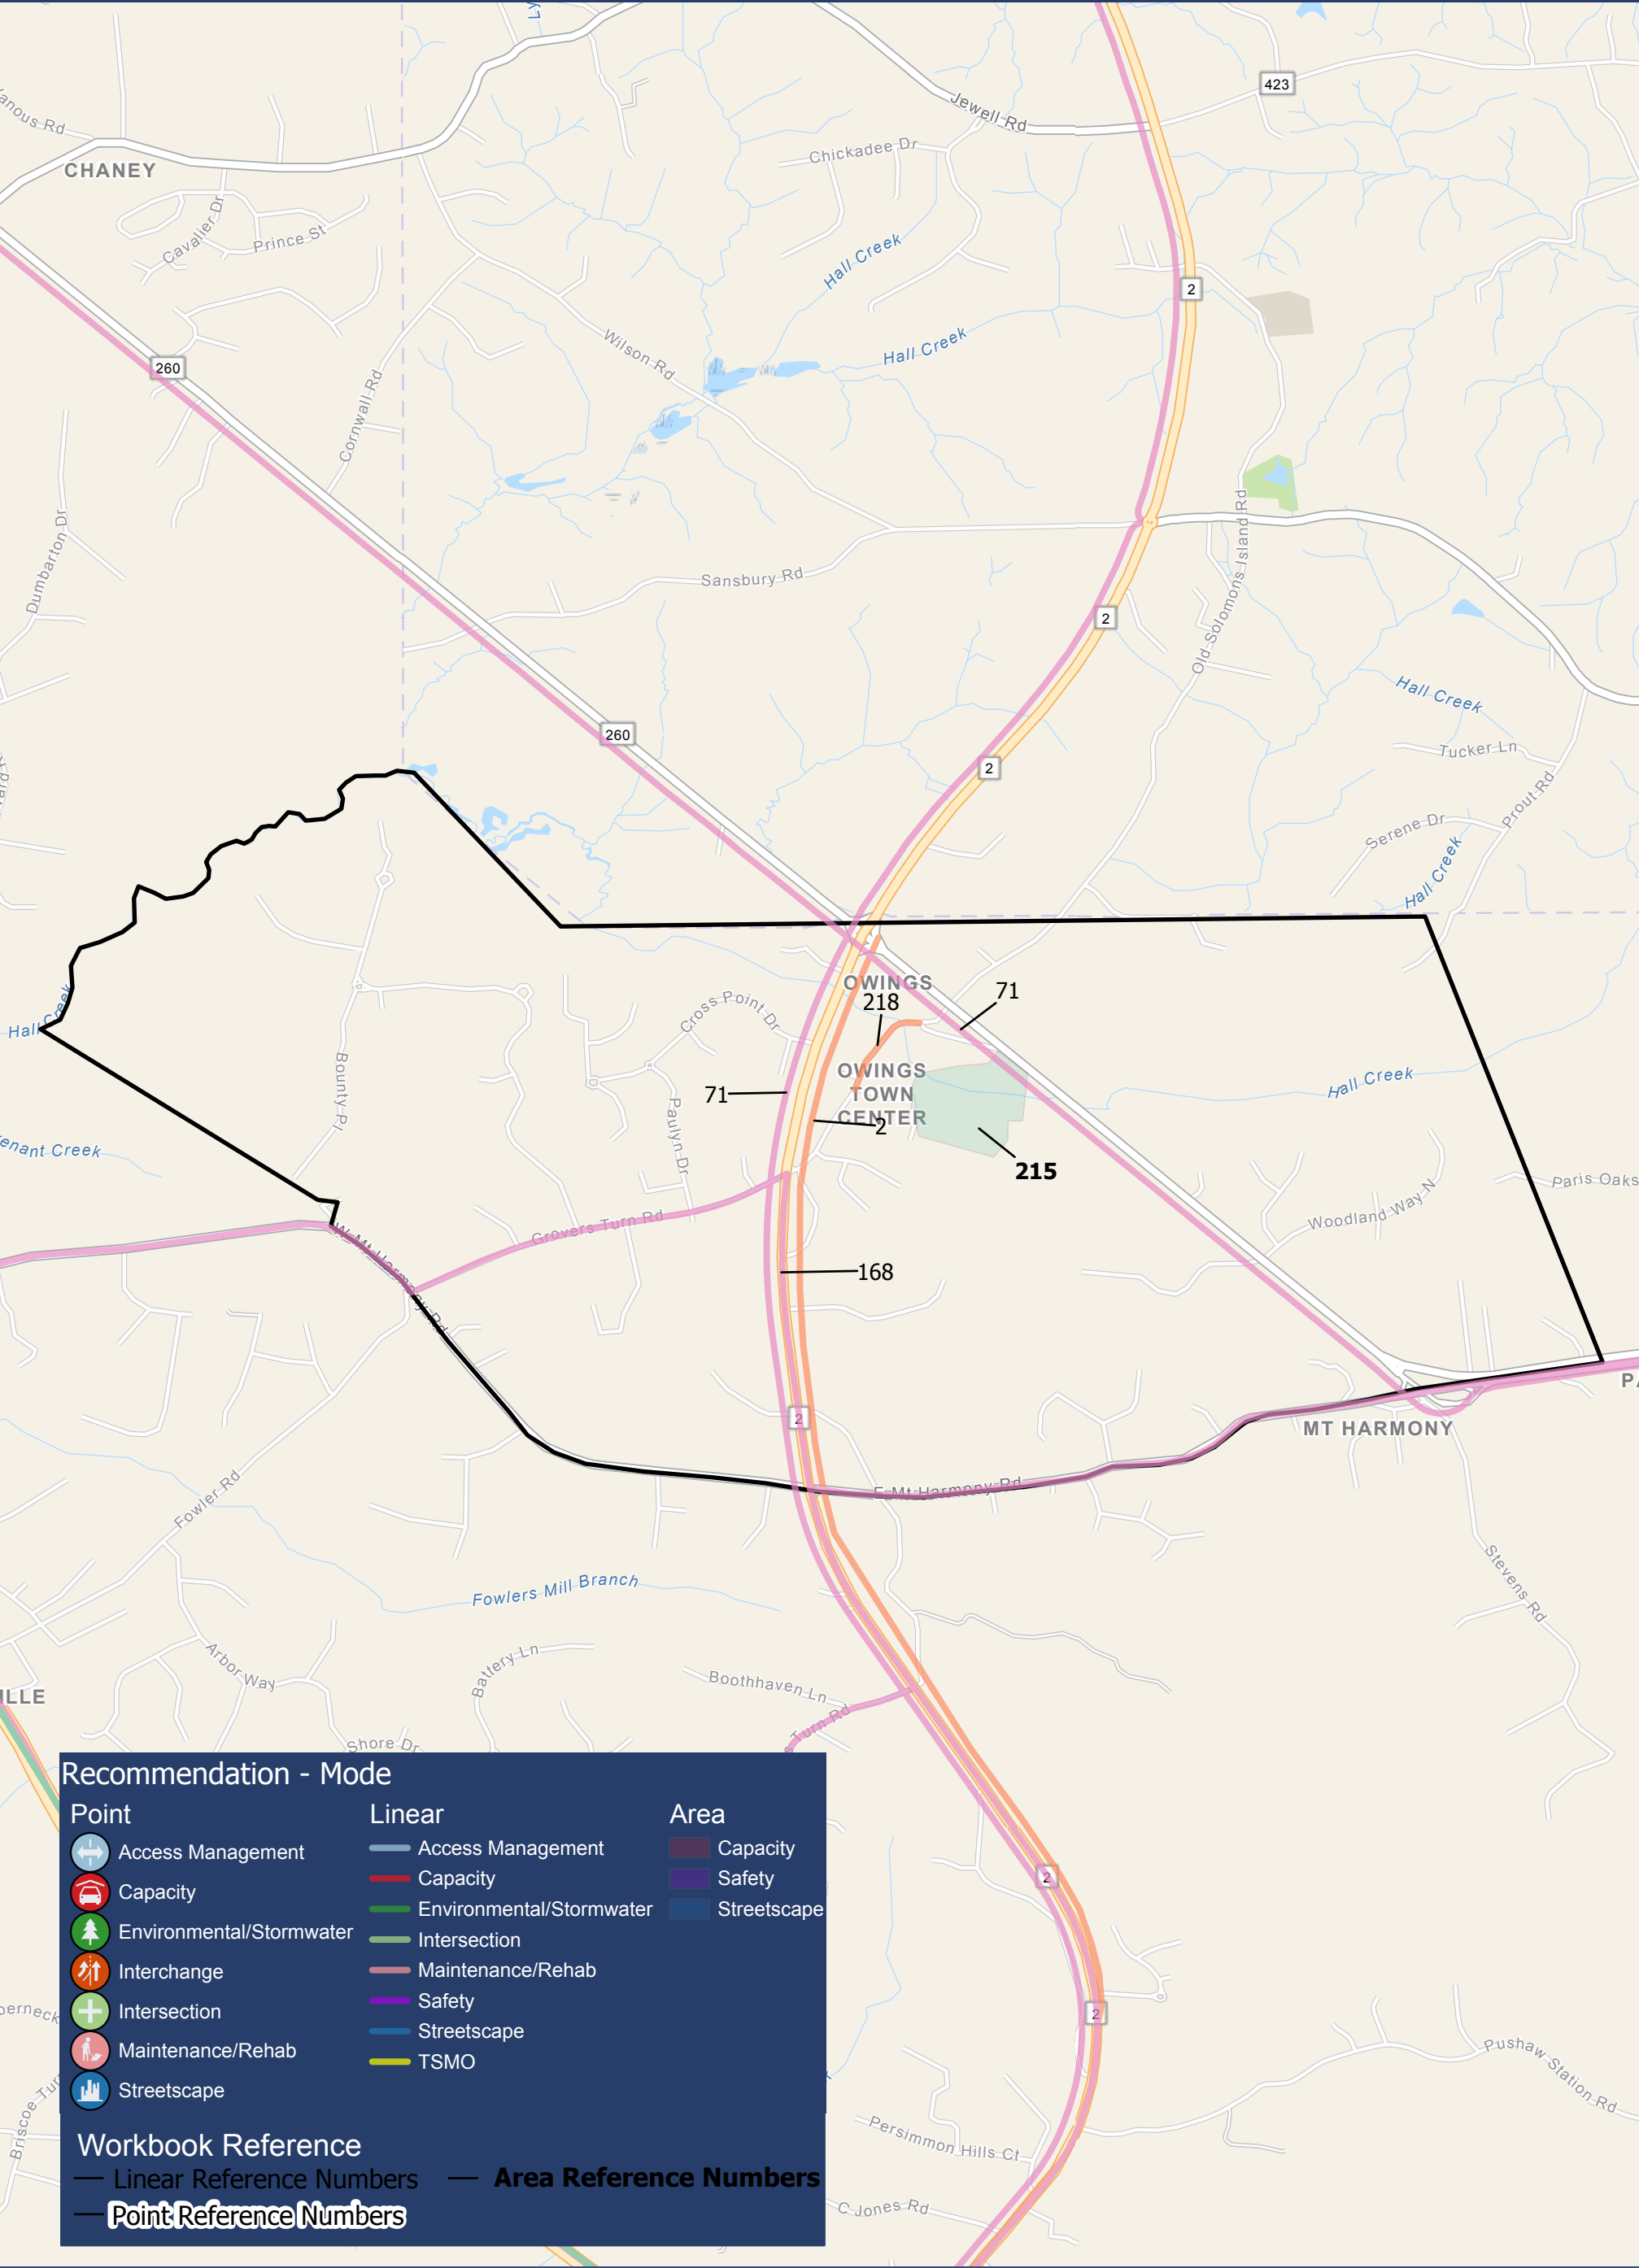 Jewell Rd
423
CHANEY
Chickadee Dr
Cavalier Dr
Prince St
Hall Creek
2
Wilson Rd
Hall Creek
260
Cornwall Rd
Dumbarton Dr
Sansbury Rd
Old Solomons Island Rd
2
Hall Creek
260
Tucker Ln
2
Prout Rd
Serene Dr
Hall Creek
OWINGS
218
71
Hall Creek
Cross Point Dr
OWINGS
TOWN
CENTER
Hall Creek
71
Bounty Pl
Paulyn Dr
2
215
Paris Oaks
Woodland Way N
Grovers Turn Rd
W Mt Harmony Rd
168
2
MT HARMONY
E Mt Harmony Rd
Fowler Rd
Fowlers Mill Branch
Stevens Rd
Arbor Way
Battery Ln
Boothhaven Ln
Turn Rd
Shore Dr
2
2
Pushaw Station Rd
Persimmon Hills Ct
C Jones Rd
Recommendation - Mode
Point
Access Management
Capacity
Environmental/Stormwater
Interchange
Intersection
Maintenance/Rehab
Streetscape
Linear
Access Management
Capacity
Environmental/Stormwater
Intersection
Maintenance/Rehab
Safety
Streetscape
TSMO
Area
Capacity
Safety
Streetscape
Workbook Reference
Linear Reference Numbers
Area Reference Numbers
Point Reference Numbers